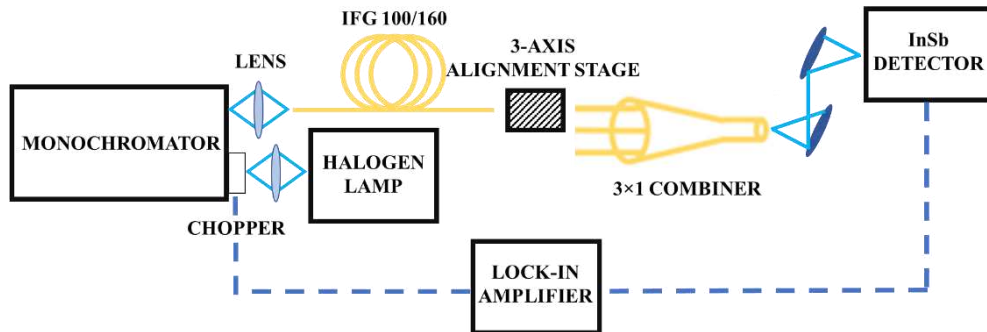 IFG 100/160
3-AXIS
ALIGNMENT STAGE
InSb
DETECTOR
LENS
MONOCHROMATOR
HALOGEN
LAMP
3×1 COMBINER
CHOPPER
LOCK-IN
AMPLIFIER